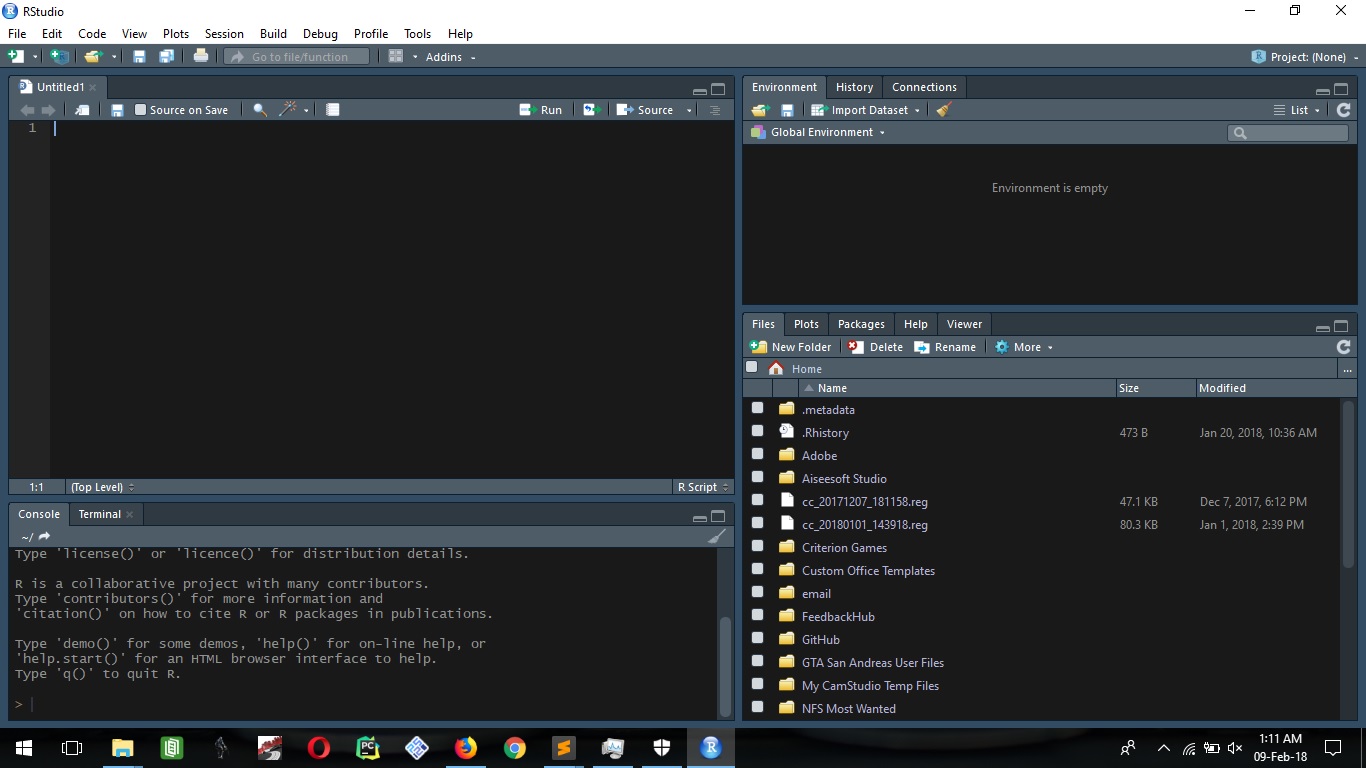 RStudio
File Edit Code View Plots Session Build Debug Profile Tools Help
Go to file/function Addins Project: (None)
Untitled1
Source on Save Run Source
1
1:1 (Top Level) R Script
Console Terminal
~/
Type 'license()' or 'licence()' for distribution details.
R is a collaborative project with many contributors.
Type 'contributors()' for more information and
'citation()' on how to cite R or R packages in publications.
Type 'demo()' for some demos, 'help()' for on-line help, or
'help.start()' for an HTML browser interface to help.
Type 'q()' to quit R.
>
Environment History Connections
Import Dataset List
Global Environment
Environment is empty
Files Plots Packages Help Viewer
New Folder Delete Rename More
Home ...
Name Size Modified
.metadata
.Rhistory 473 B Jan 20, 2018, 10:36 AM
Adobe
Aiseesoft Studio
cc_20171207_181158.reg 47.1 KB Dec 7, 2017, 6:12 PM
cc_20180101_143918.reg 80.3 KB Jan 1, 2018, 2:39 PM
Criterion Games
Custom Office Templates
email
FeedbackHub
GitHub
GTA San Andreas User Files
My CamStudio Temp Files
NFS Most Wanted
PC
R
1:11 AM
09-Feb-18